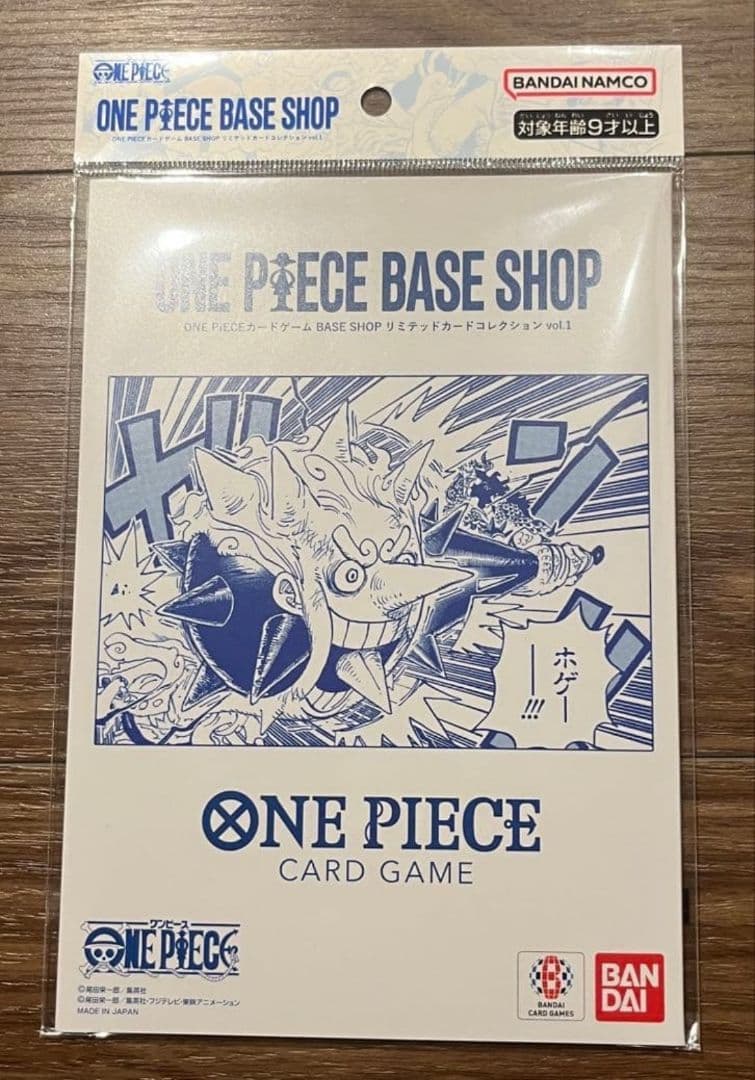 ONE PIECE
ONE PIECE BASE SHOP
ONE PIECEカードゲーム BASE SHOP リミテッドカードコレクション vol.1
BANDAI NAMCO
対象年齢9才以上
ONE PIECE BASE SHOP
ONE PIECEカードゲーム BASE SHOP リミテッドカードコレクション vol.1
ホゲー
ーー!!!
ONE PIECE
CARD GAME
ワンピース
ONE PIECE
©尾田栄一郎/集英社
©尾田栄一郎/集英社・フジテレビ・東映アニメーション
MADE IN JAPAN
BANDAI
CARD GAMES
BAN
DAI